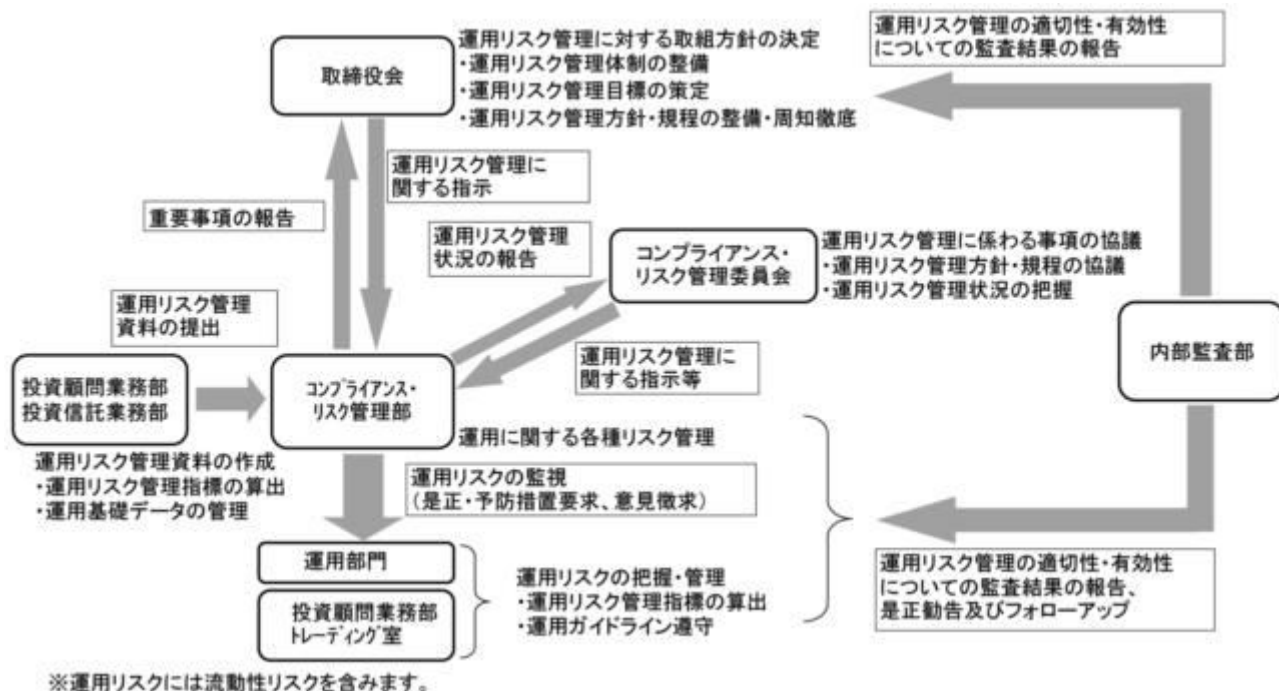 取締役会
運用リスク管理に対する取組方針の決定
・運用リスク管理体制の整備
・運用リスク管理目標の策定
・運用リスク管理方針・規程の整備・周知徹底
運用リスク管理の適切性・有効性
についての監査結果の報告
運用リスク管理に
関する指示
重要事項の報告
運用リスク管理
状況の報告
コンプライアンス・
リスク管理委員会
運用リスク管理に係わる事項の協議
・運用リスク管理方針・規程の協議
・運用リスク管理状況の把握
運用リスク管理
資料の提出
内部監査部
運用リスク管理に
関する指示等
投資顧問業務部
投資信託業務部
コンプライアンス・
リスク管理部
運用に関する各種リスク管理
運用リスク管理資料の作成
・運用リスク管理指標の算出
・運用基礎データの管理
運用リスクの監視
(是正・予防措置要求、意見徴求)
運用部門
投資顧問業務部
トレーディング室
運用リスクの把握・管理
・運用リスク管理指標の算出
・運用ガイドライン遵守
運用リスク管理の適切性・有効性
についての監査結果の報告、
是正勧告及びフォローアップ
※運用リスクには流動性リスクを含みます。